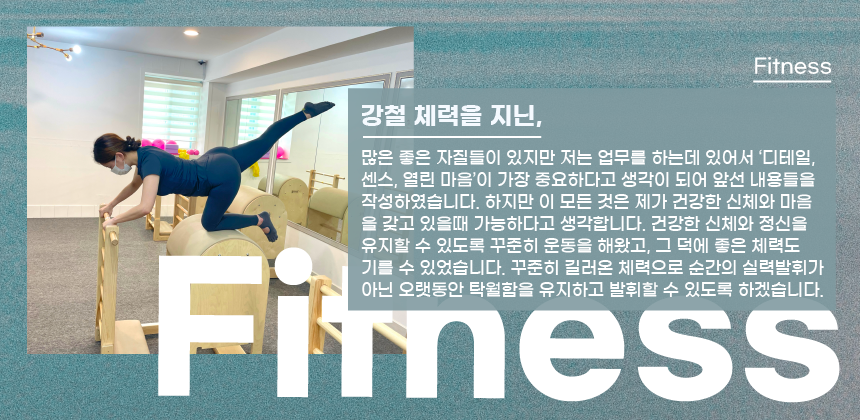 Fitness
강철 체력을 지닌,
많은 좋은 자질들이 있지만 저는 업무를 하는데 있어서 ‘디테일,
센스, 열린 마음’이 가장 중요하다고 생각이 되어 앞선 내용들을
작성하였습니다. 하지만 이 모든 것은 제가 건강한 신체와 마음
을 갖고 있을때 가능하다고 생각합니다. 건강한 신체와 정신을
유지할 수 있도록 꾸준히 운동을 해왔고, 그 덕에 좋은 체력도
기를 수 있었습니다. 꾸준히 길러온 체력으로 순간의 실력발휘가
아닌 오랫동안 탁월함을 유지하고 발휘할 수 있도록 하겠습니다.
Fitness